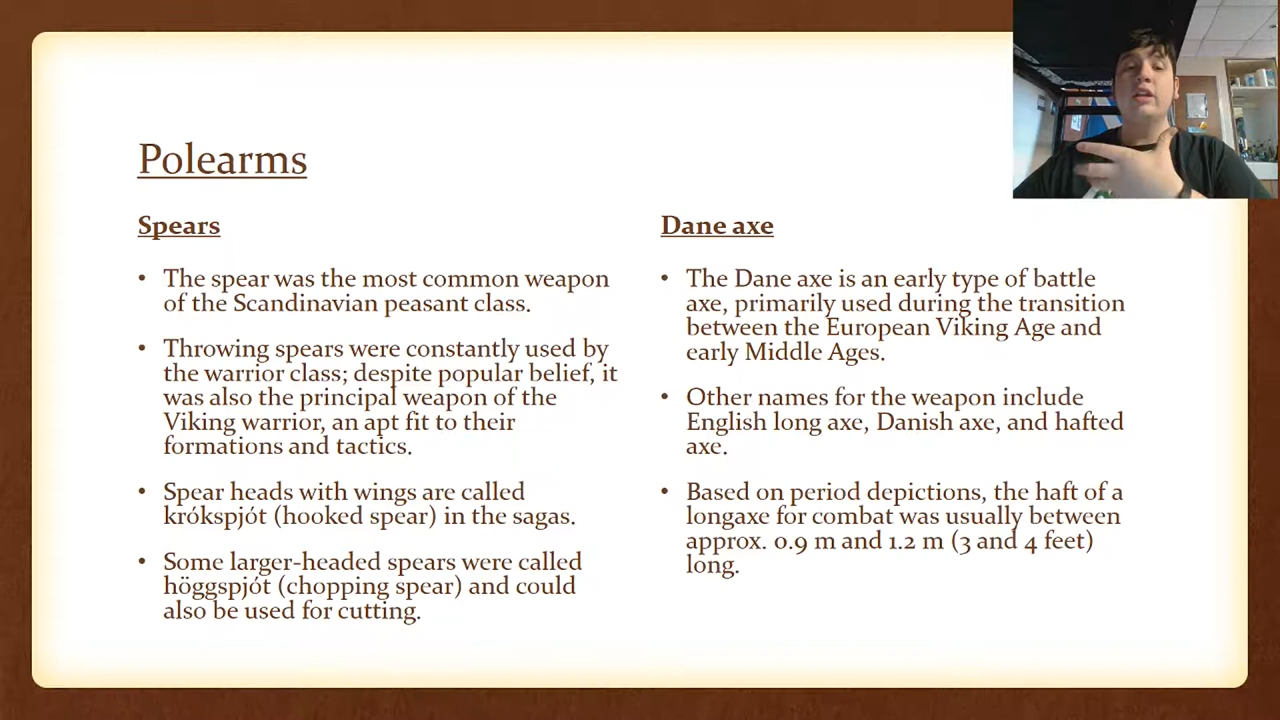 Polearms
Spears
• The spear was the most common weapon
of the Scandinavian peasant class.
• Throwing spears were constantly used by
the warrior class; despite popular belief, it
was also the principal weapon of the
Viking warrior, an apt fit to their
formations and tactics.
• Spear heads with wings are called
krókspjót (hooked spear) in the sagas.
• Some larger-headed spears were called
höggspjót (chopping spear) and could
also be used for cutting.
Dane axe
• The Dane axe is an early type of battle
axe, primarily used during the transition
between the European Viking Age and
early Middle Ages.
• Other names for the weapon include
English long axe, Danish axe, and hafted
axe.
• Based on period depictions, the haft of a
longaxe for combat was usually between
approx. 0.9 m and 1.2 m (3 and 4 feet)
long.